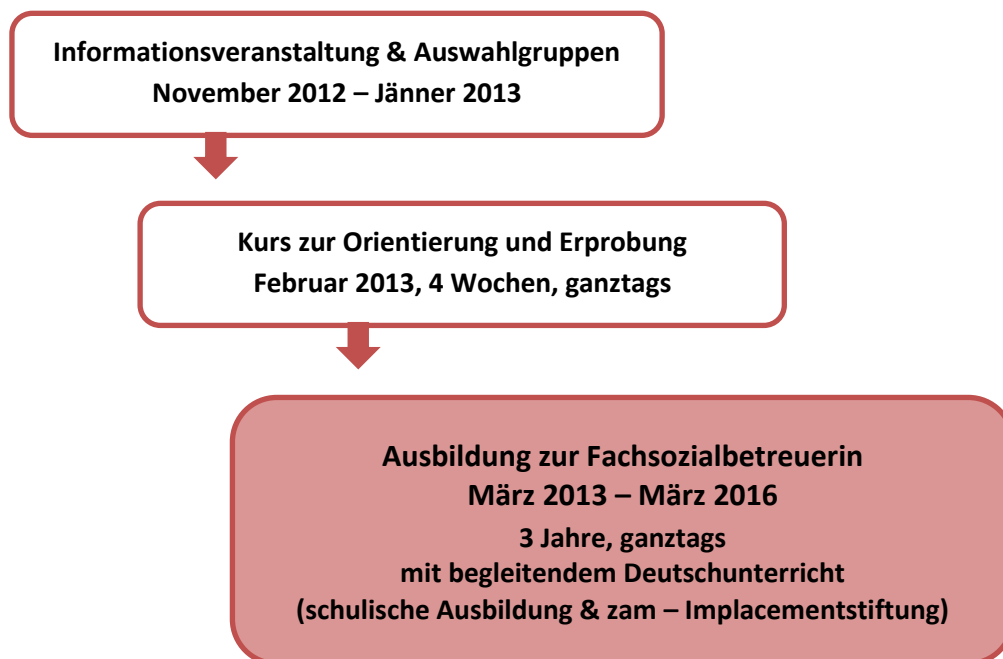 Informationsveranstaltung & Auswahlgruppen
November 2012 – Jänner 2013
Kurs zur Orientierung und Erprobung
Februar 2013, 4 Wochen, ganztags
Ausbildung zur Fachsozialbetreuerin
März 2013 – März 2016
3 Jahre, ganztags
mit begleitendem Deutschunterricht
(schulische Ausbildung & zam – Implacementstiftung)